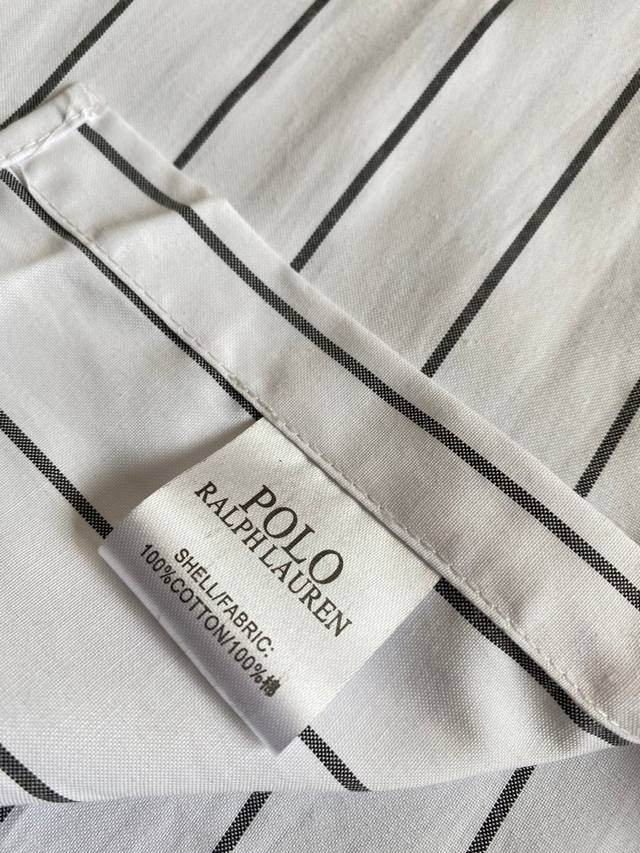 POLO
RALPH LAUREN
SHELL/FABRIC:
100%COTTON/100%棉